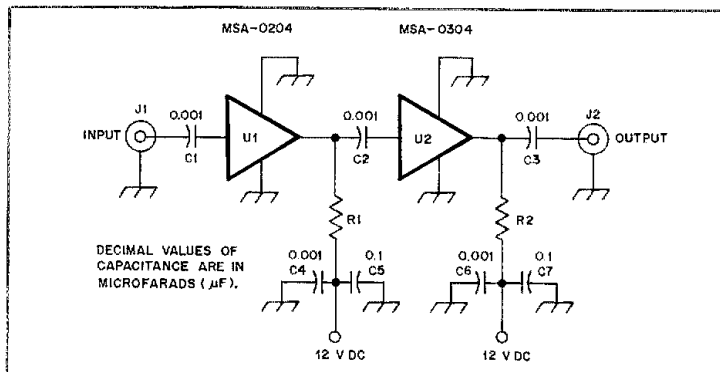 MSA-0204
MSA-0304
J1
0.001
0.001
0.001
J2
INPUT
U1
U2
OUTPUT
C1
C2
C3
R1
R2
DECIMAL VALUES OF
CAPACITANCE ARE IN
MICROFARADS (µF).
0.001
0.1
0.001
0.1
C4
C5
C6
C7
12 V DC
12 V DC